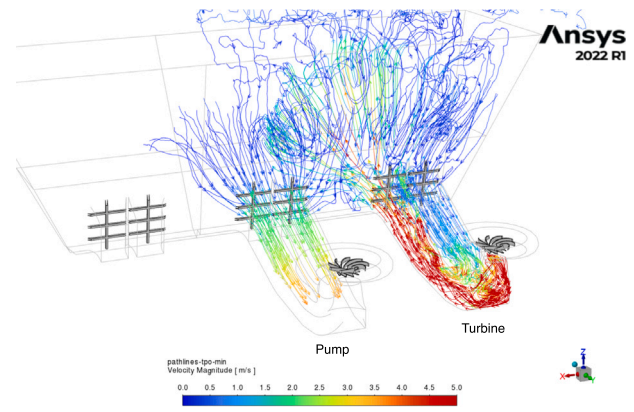 Ansys
2022 R1
Turbine
Pump
pathlines-tpo-min
Velocity Magnitude [ m/s ]
0.0 0.5 1.0 1.5 2.0 2.5 3.0 3.5 4.0 4.5 5.0
Z
X
Y